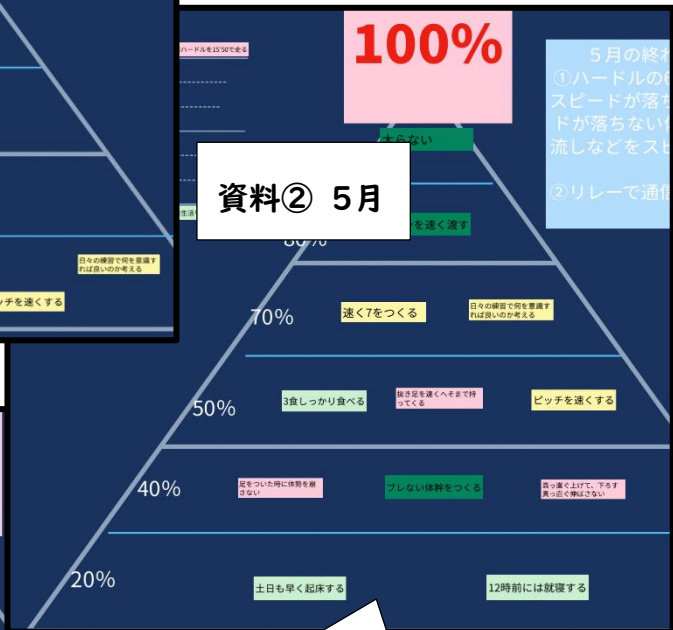 日々の練習で何を意識す
れば良いのか考える
ッチを速くする
ハードルを15'50で走る
100%
5月の終わ
①ハードルの
スピードが落ち
ドが落ちない
流しなどをスピ
②リレーで通信
太らない
資料② 5月
生活
を速く渡す
80%
70%
速く7をつくる
日々の練習で何を意識す
れば良いのか考える
50%
3食しっかり食べる
抜き足を速くへそまで持
ってくる
ピッチを速くする
40%
足をついた時に体勢を崩
さない
ブレない体幹をつくる
真っ直ぐ上げて、下ろす
真っ直ぐ伸ばさない
20%
土日も早く起床する
12時前には就寝する